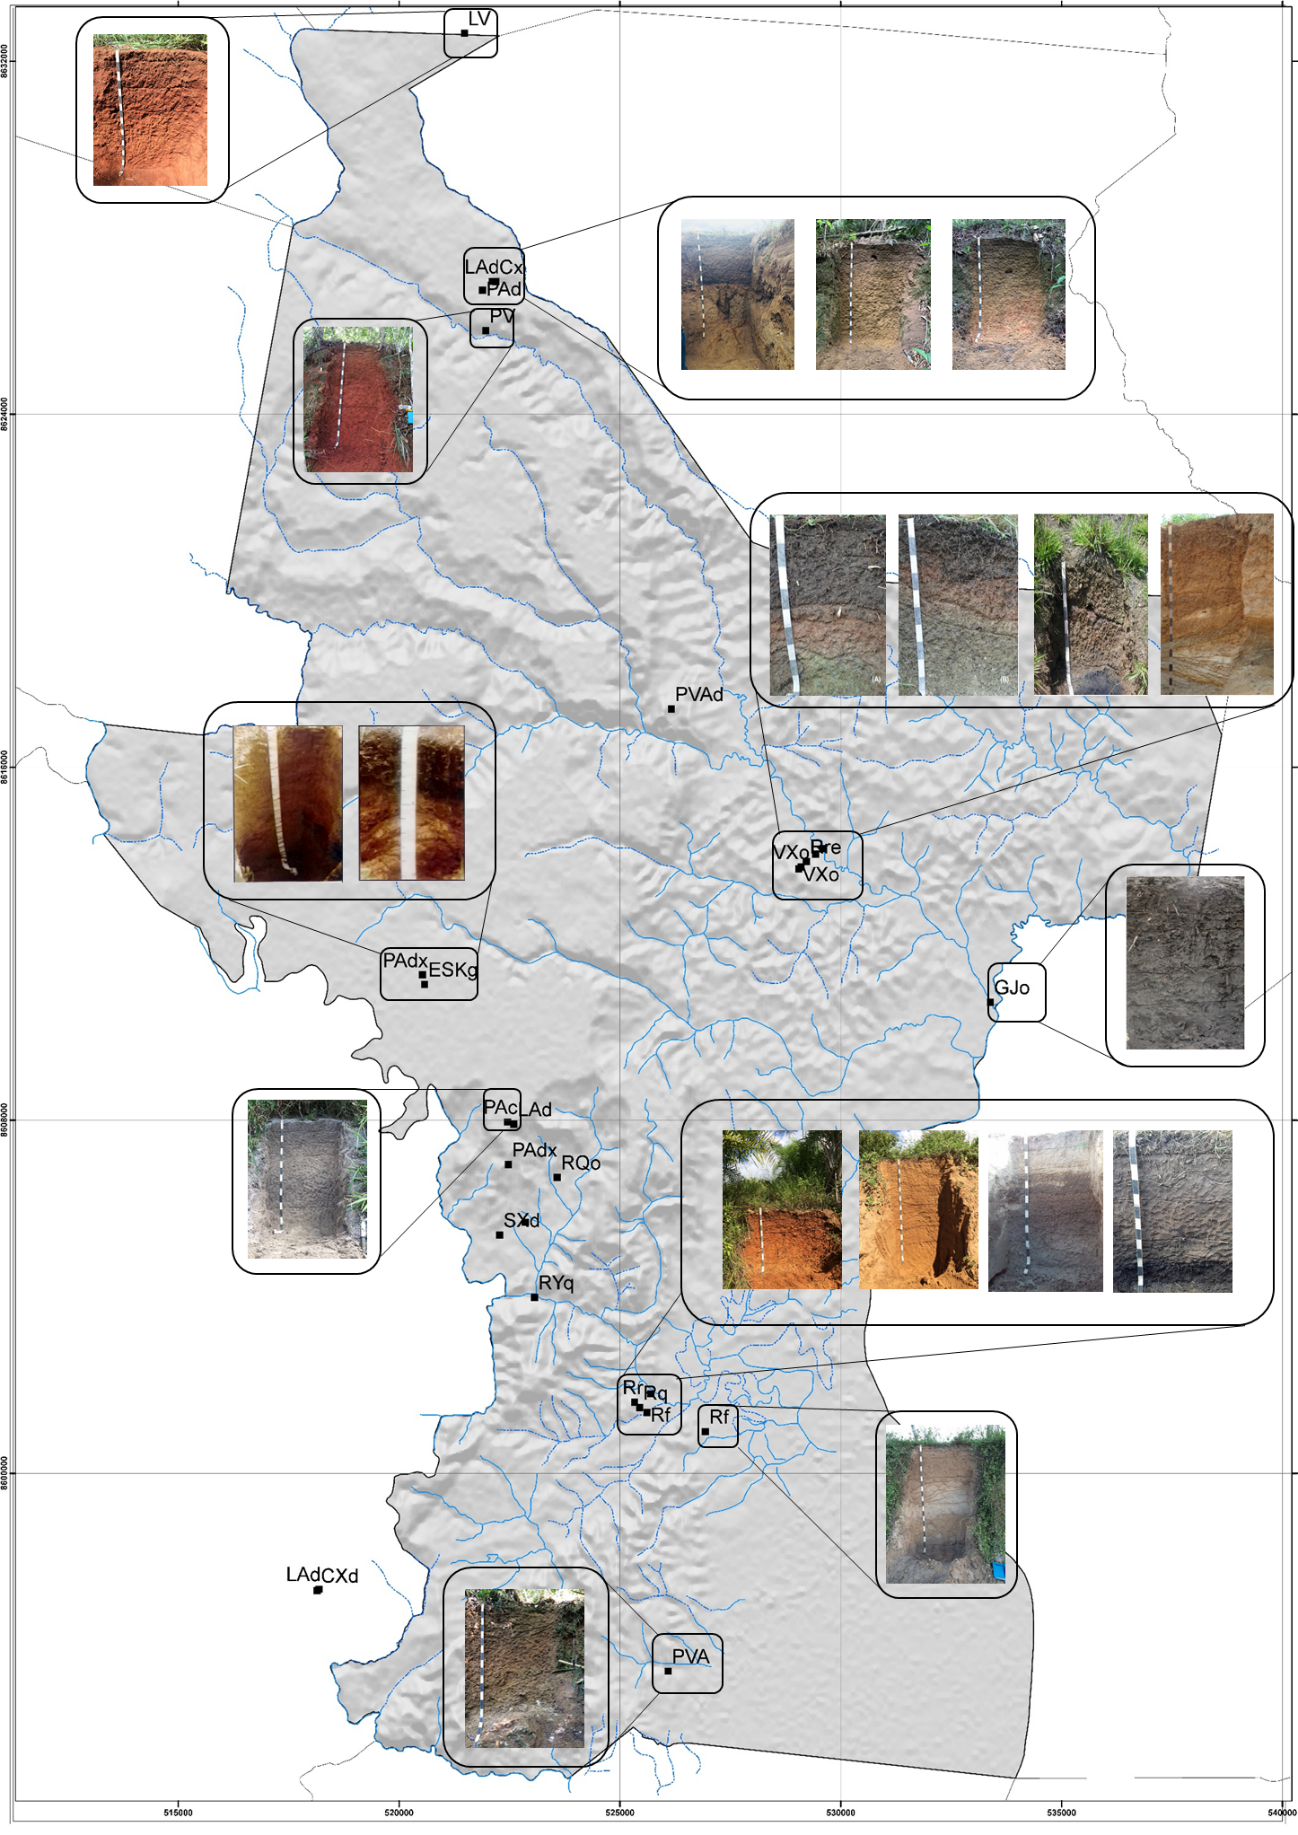 LV
8632000
LAdCx
PAd
PV
8624000
(A)
(B)
PVAd
8616000
VXo Rre
VXo
PAdx
ESKg
GJo
PAc LAd
8608000
PAdx
RQo
SXd
RYq
Rr Rq
Rf
Rf
8600000
LAdCXd
PVA
515000 520000 525000 530000 535000 540000